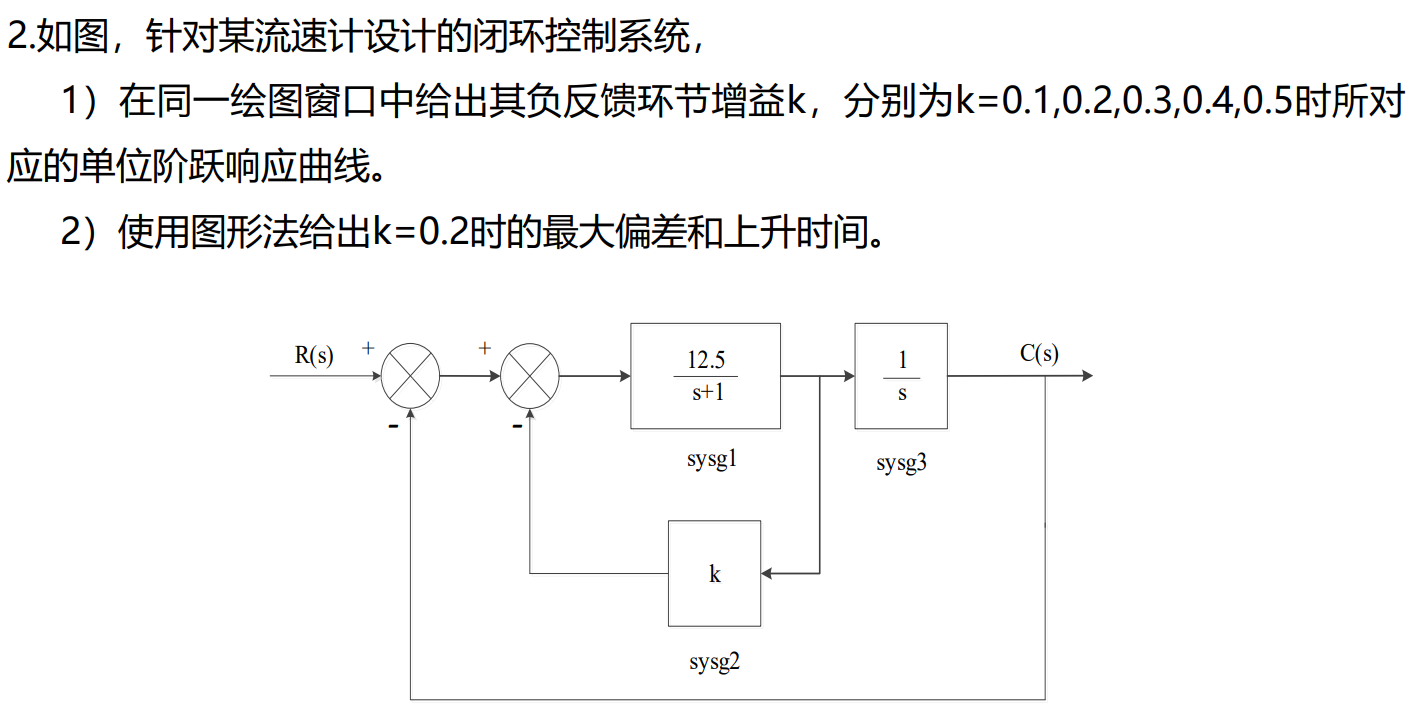 2.如图，针对某流速计设计的闭环控制系统，
1）在同一绘图窗口中给出其负反馈环节增益k，分别为k=0.1,0.2,0.3,0.4,0.5时所对
应的单位阶跃响应曲线。
2）使用图形法给出k=0.2时的最大偏差和上升时间。
R(s)
+
+
12.5
s+1
1
s
C(s)
-
-
sysg1
sysg3
k
sysg2